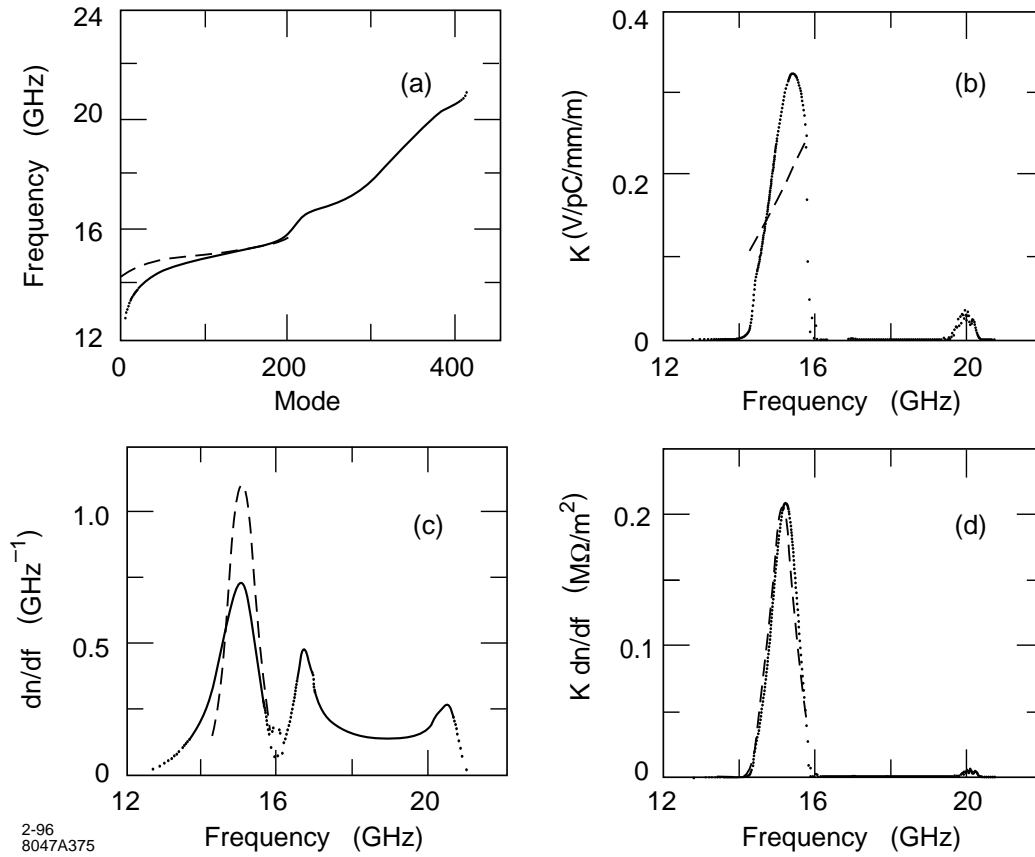 24
20
16
12
Frequency (GHz)
(a)
0
200
400
Mode
0.4
0.2
0
K (V/pC/mm/m)
(b)
12
16
20
Frequency (GHz)
1.0
0.5
0
dn/df (GHz⁻¹)
(c)
12
16
20
Frequency (GHz)
0.2
0.1
0
K dn/df (MΩ/m²)
(d)
12
16
20
Frequency (GHz)
2-96
8047A375